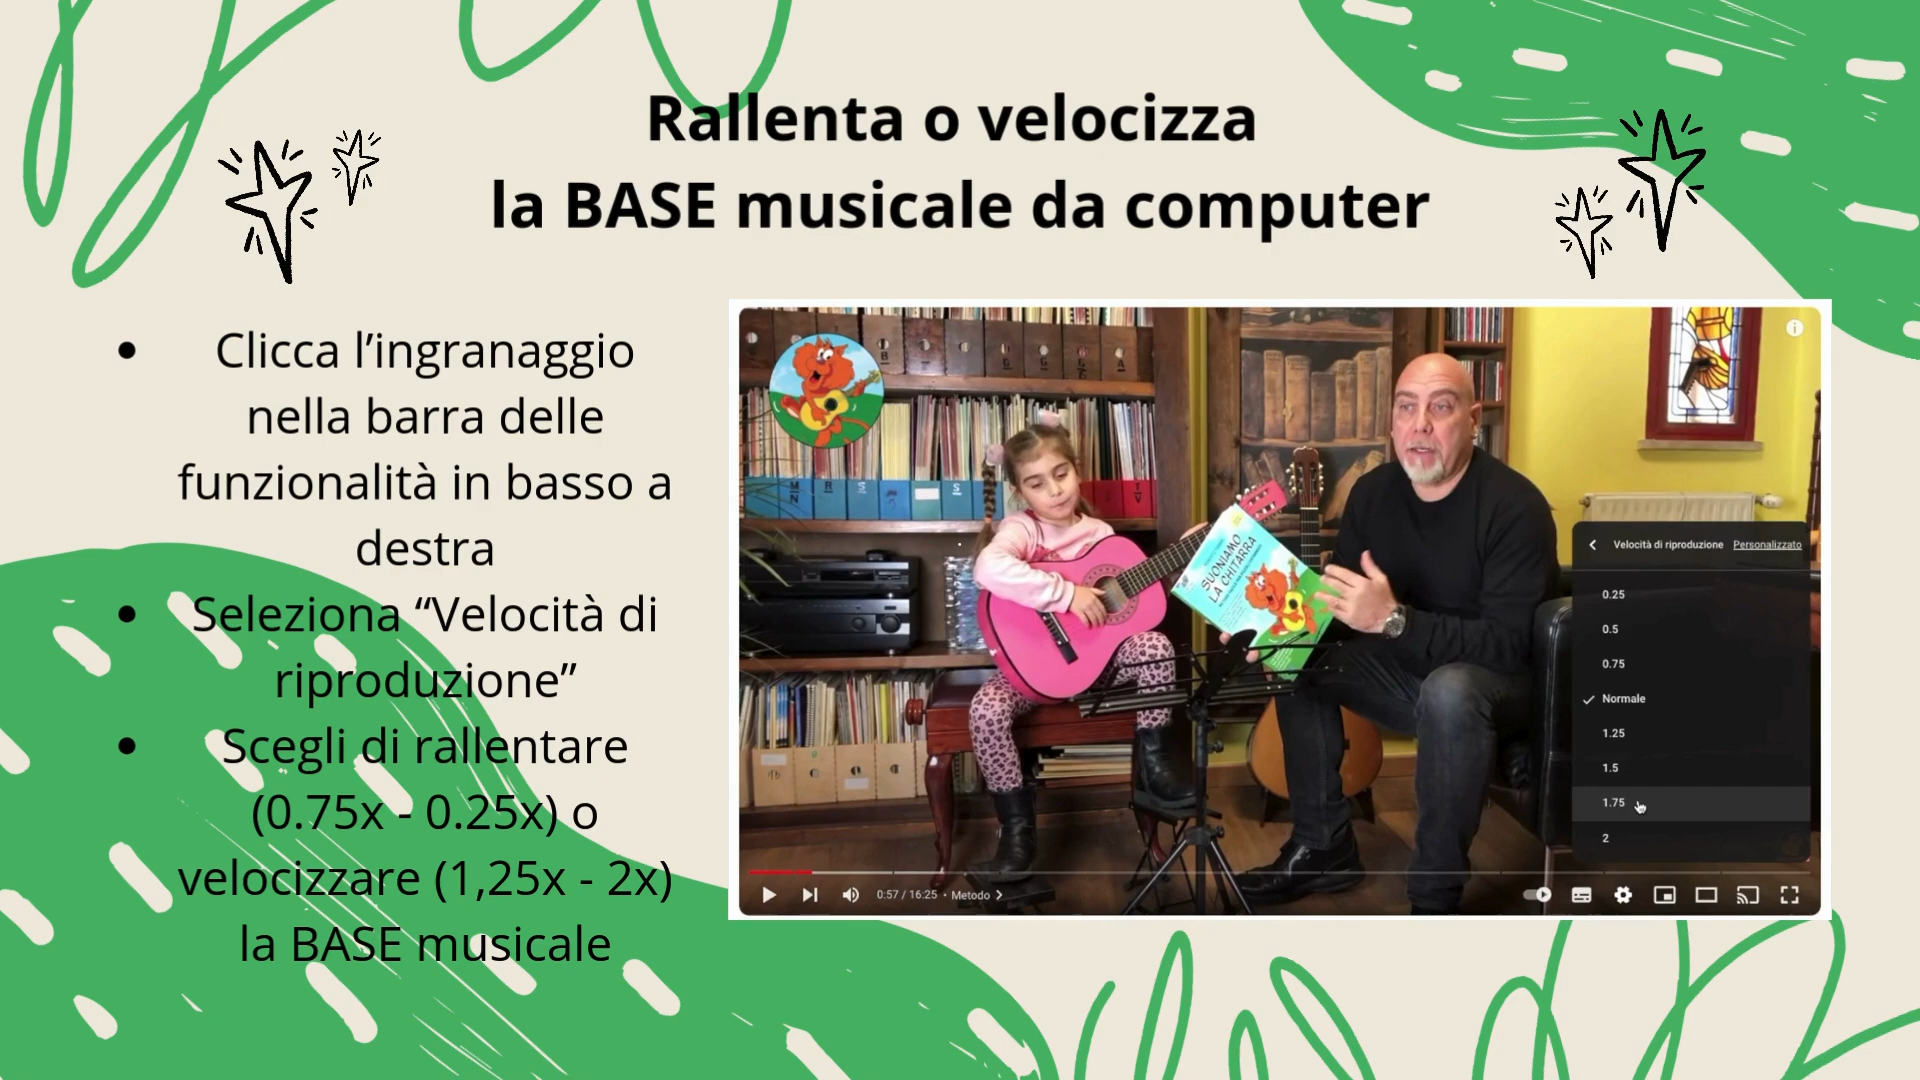 Rallenta o velocizza
la BASE musicale da computer
Clicca l’ingranaggio
nella barra delle
funzionalità in basso a
destra
Seleziona “Velocità di
riproduzione”
Scegli di rallentare
(0.75x - 0.25x) o
velocizzare (1,25x - 2x)
la BASE musicale
SUONIAMO
LA CHITARRA
Velocità di riproduzione Personalizzato
0.25
0.5
0.75
Normale
1.25
1.5
1.75
2
0:57 / 16:25 • Metodo